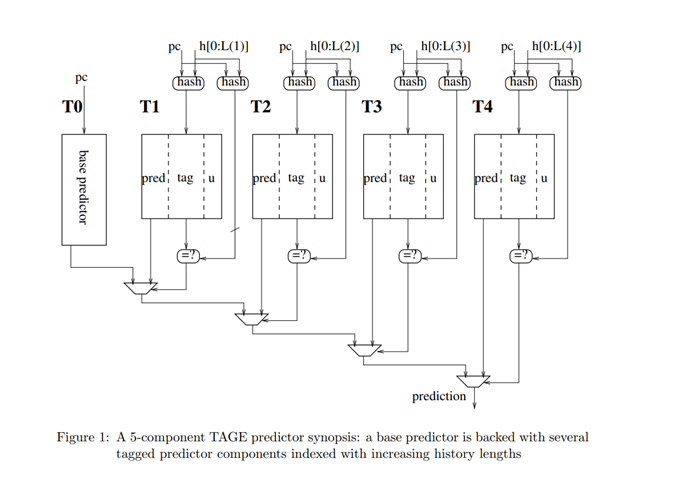 pc h[0:L(1)] pc h[0:L(2)] pc h[0:L(3)] pc h[0:L(4)]
pc hash hash hash hash hash hash hash hash
T0 T1 T2 T3 T4
base predictor
pred tag u pred tag u pred tag u pred tag u
=? =? =? =?
prediction
Figure 1: A 5-component TAGE predictor synopsis: a base predictor is backed with several
tagged predictor components indexed with increasing history lengths